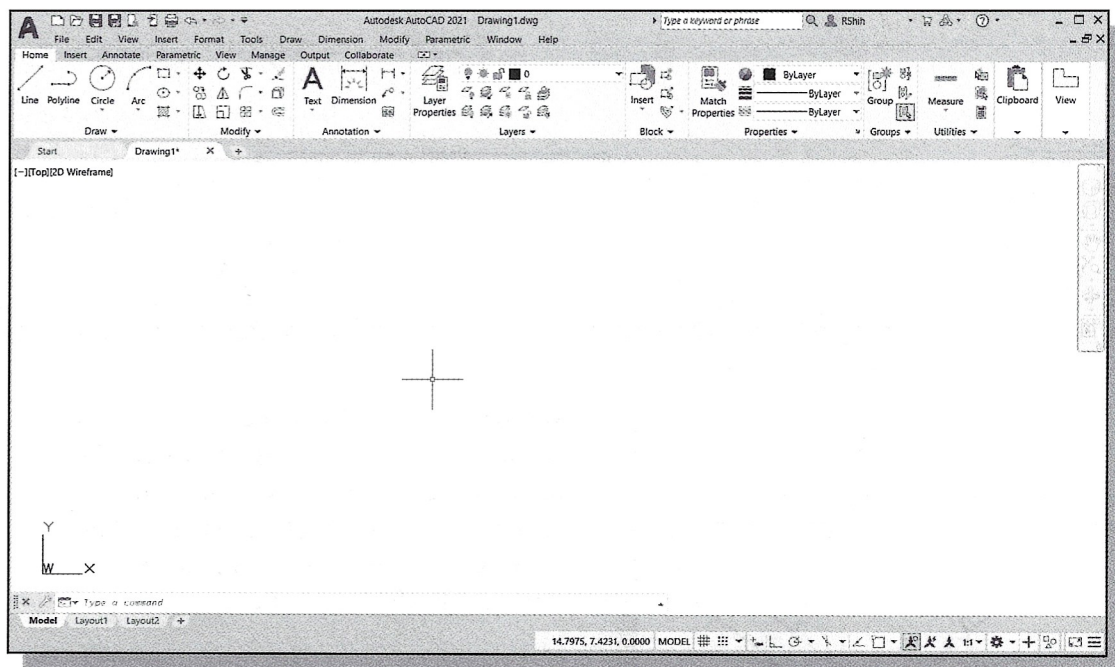 A Autodesk AutoCAD 2021 Drawing1.dwg Type a keyword or phrase RShih
File Edit View Insert Format Tools Draw Dimension Modify Parametric Window Help
Home Insert Annotate Parametric View Manage Output Collaborate
0 ByLayer
ByLayer
Line Polyline Circle Arc Text Dimension Layer Properties Insert Match Properties ByLayer Group Measure Clipboard View
Draw Modify Annotation Layers Block Properties Groups Utilities
Start Drawing1* × +
[−][Top][2D Wireframe]
Y
W X
Type a command
Model Layout1 Layout2 +
14.7975, 7.4231, 0.0000 MODEL 1:1